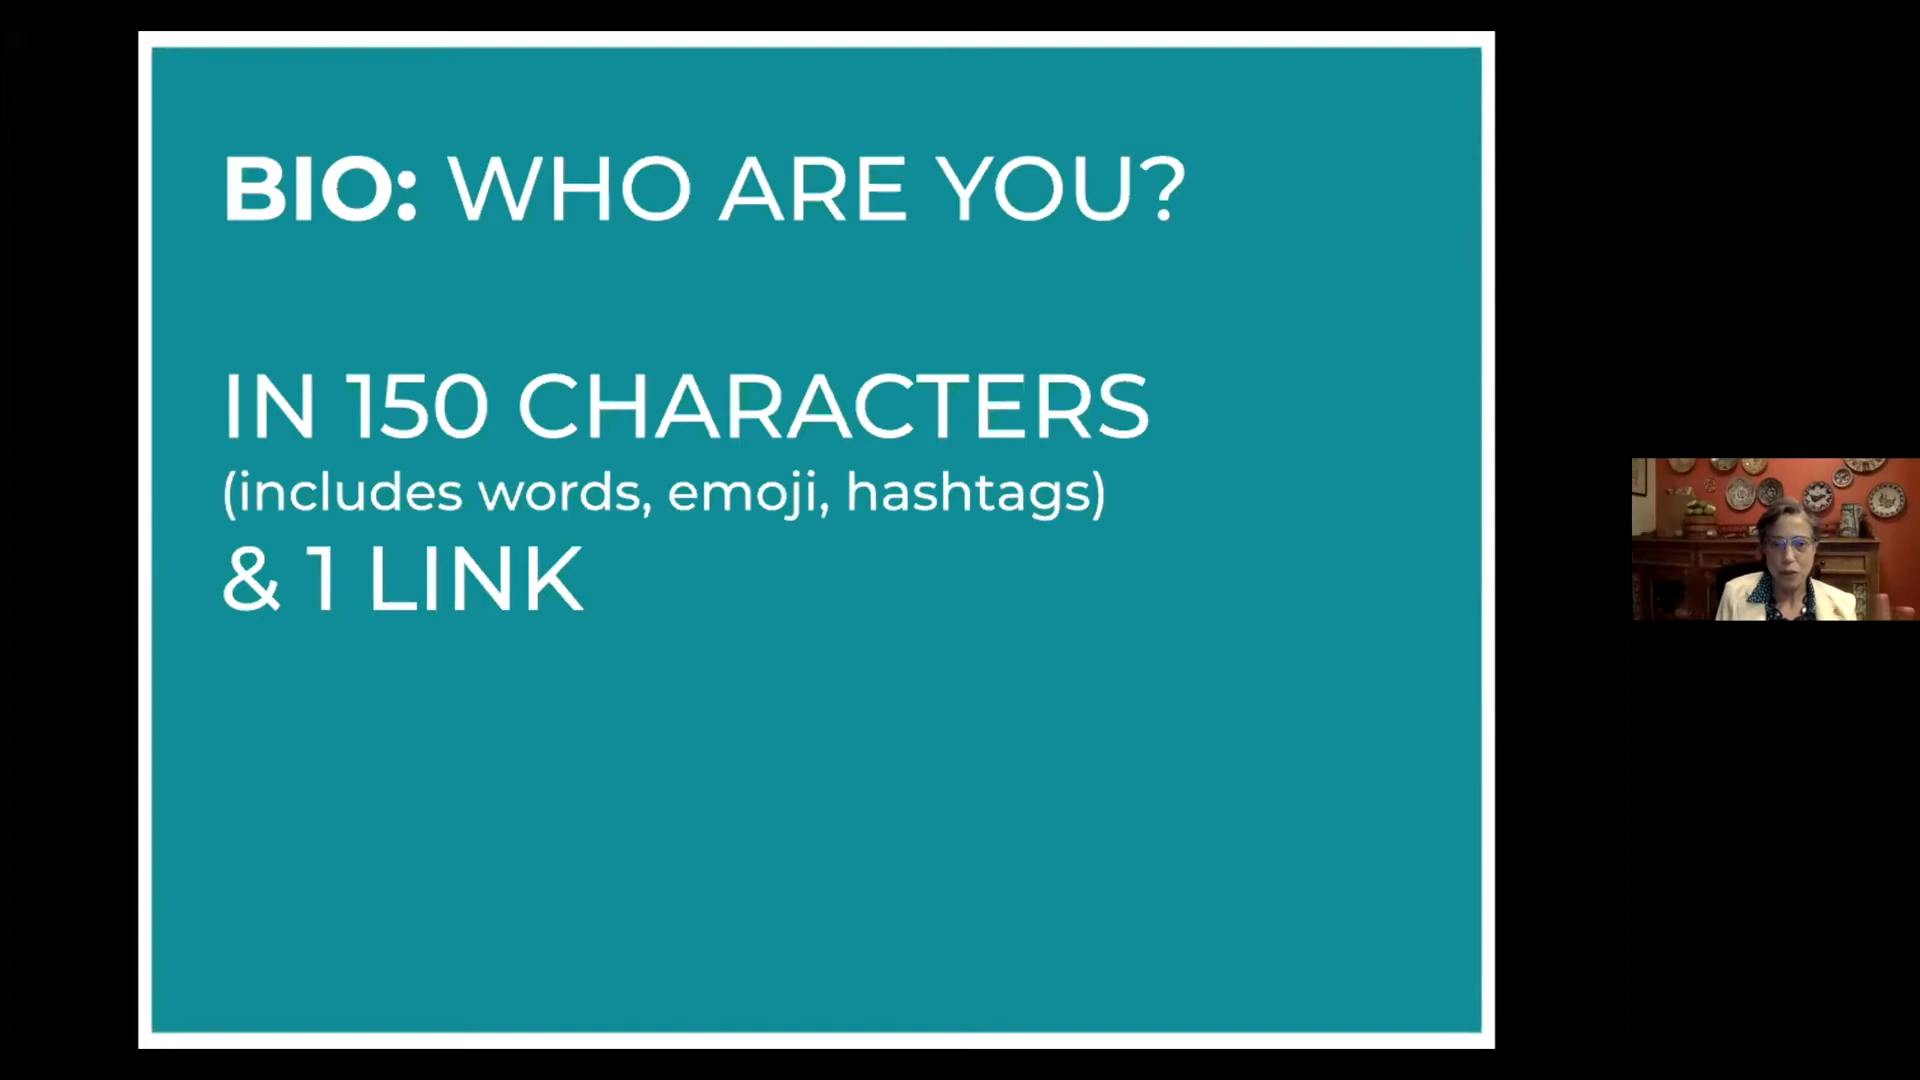 BIO: WHO ARE YOU?
IN 150 CHARACTERS
(includes words, emoji, hashtags)
& 1 LINK